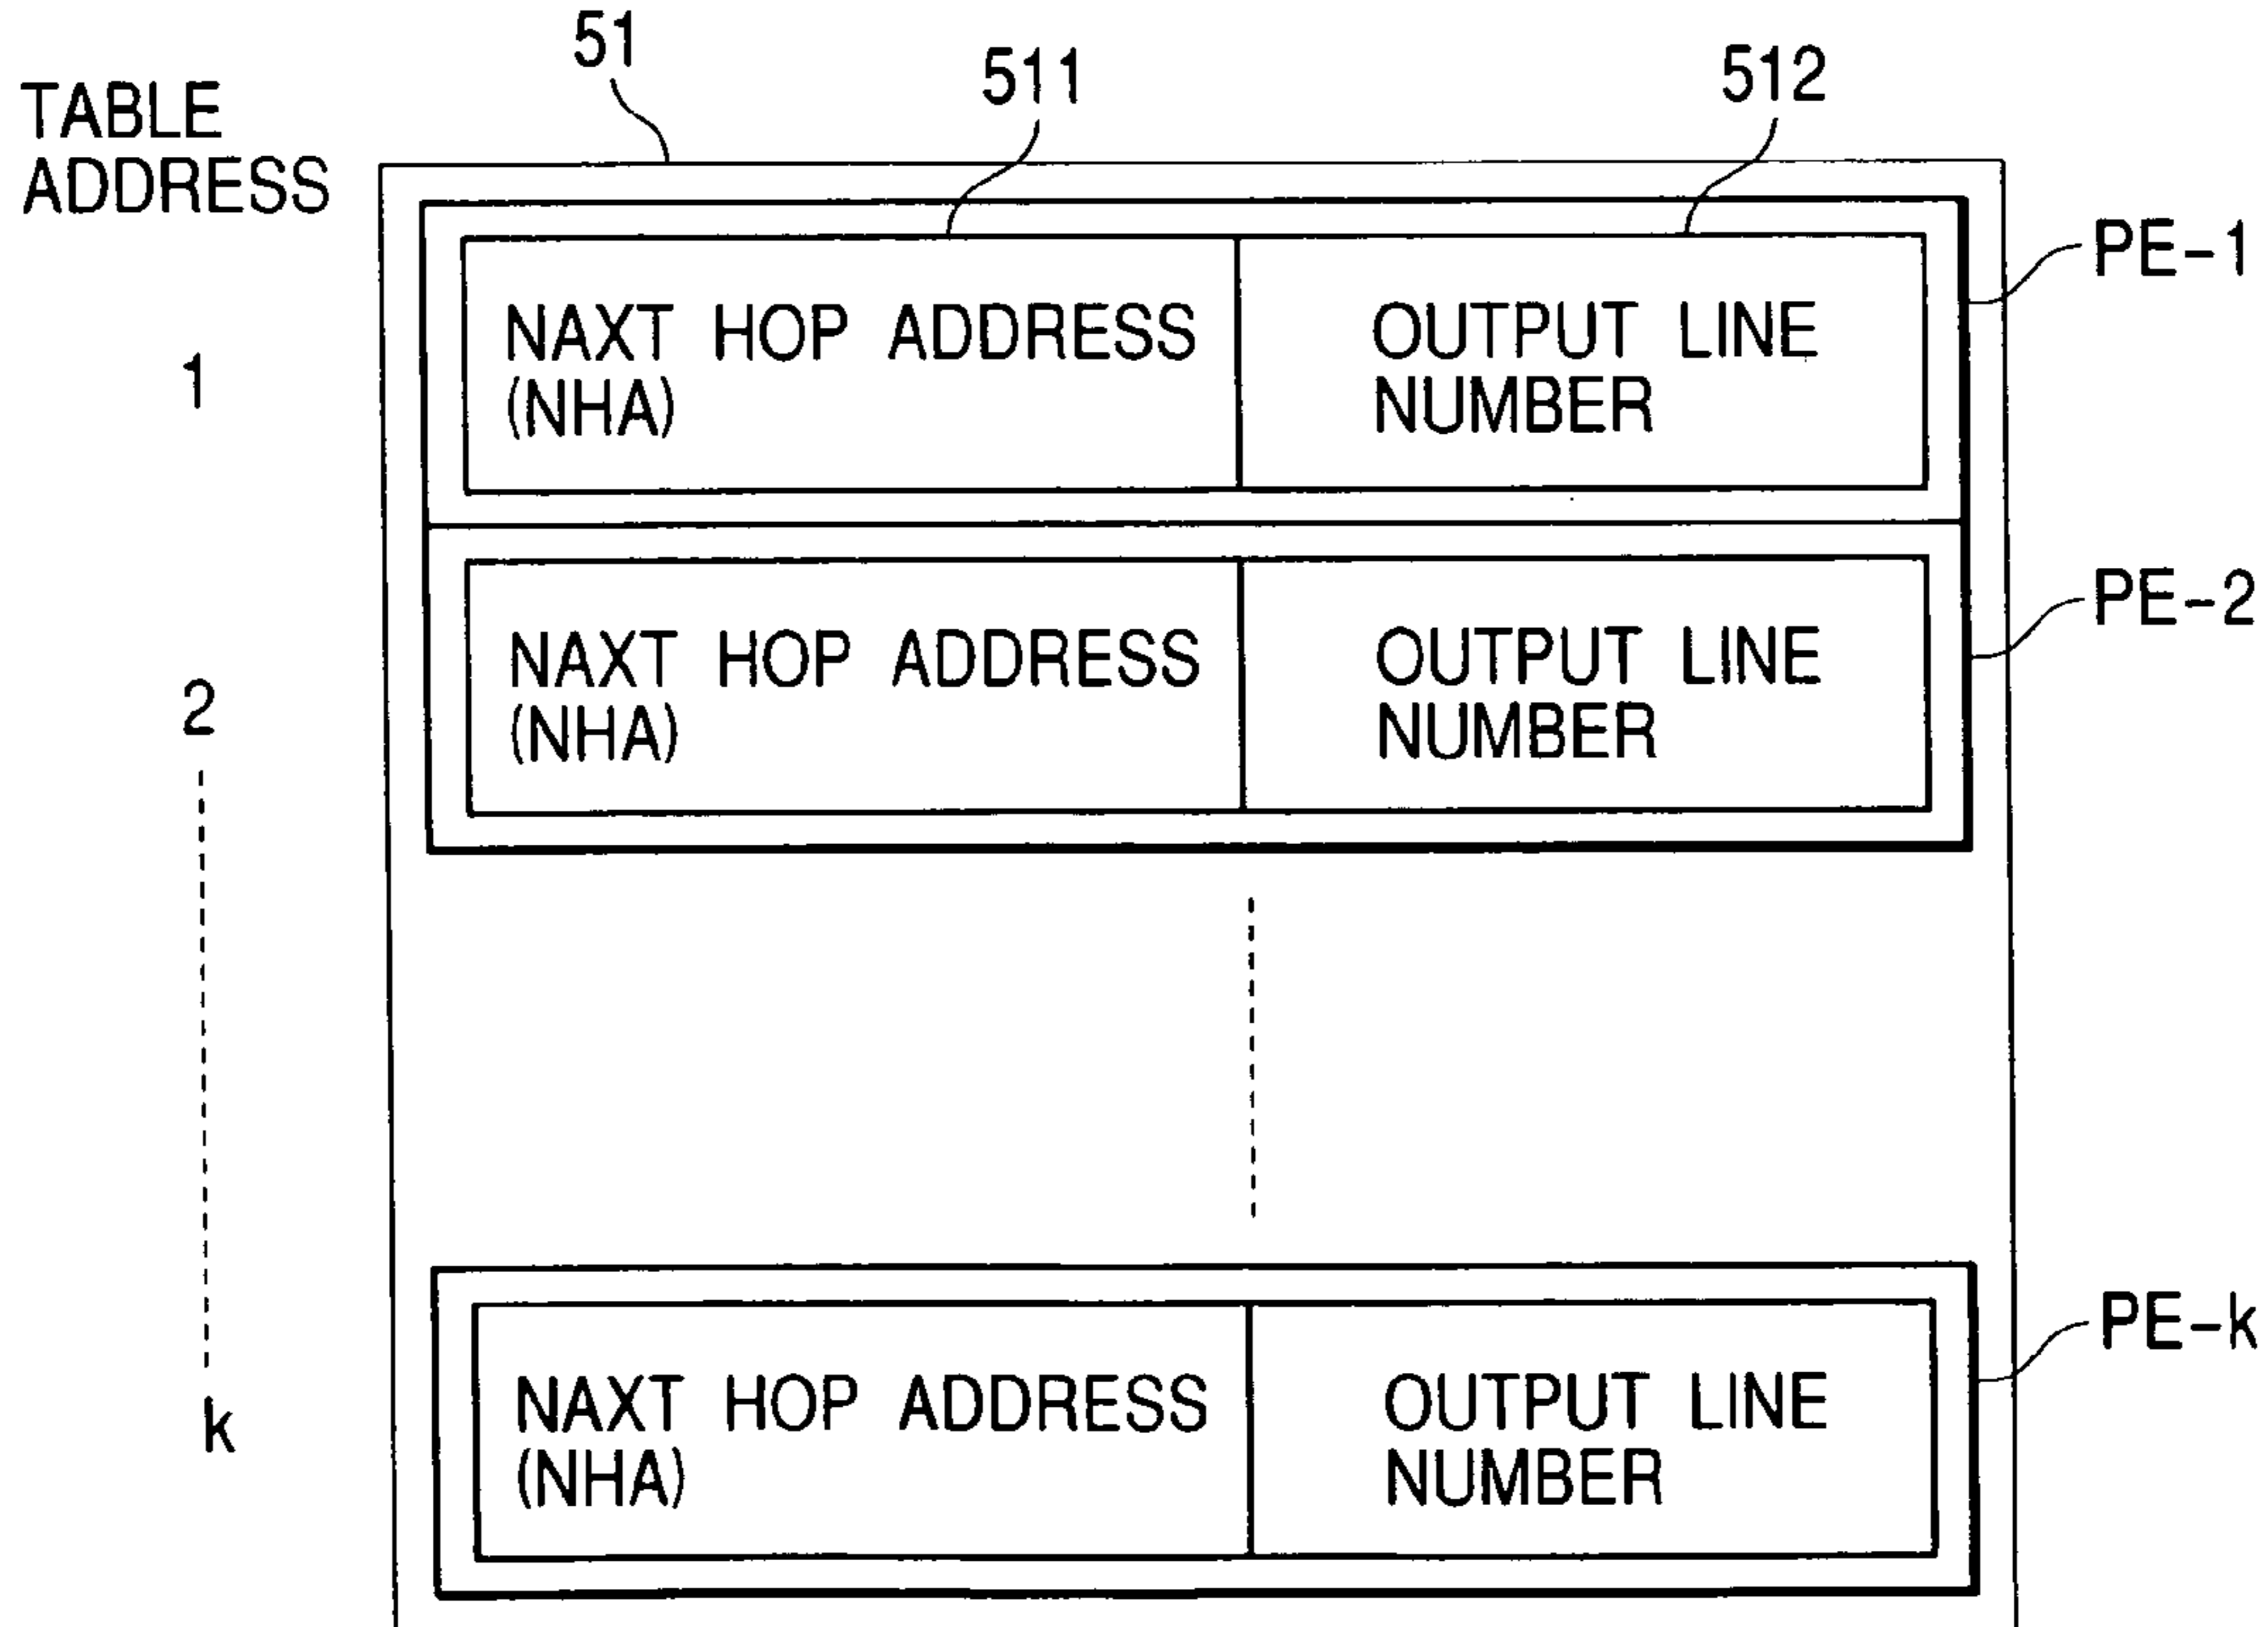 51
511
512
TABLE
ADDRESS
PE-1
NAXT HOP ADDRESS
(NHA)
OUTPUT LINE
NUMBER
1
PE-2
NAXT HOP ADDRESS
(NHA)
OUTPUT LINE
NUMBER
2
PE-k
NAXT HOP ADDRESS
(NHA)
OUTPUT LINE
NUMBER
k